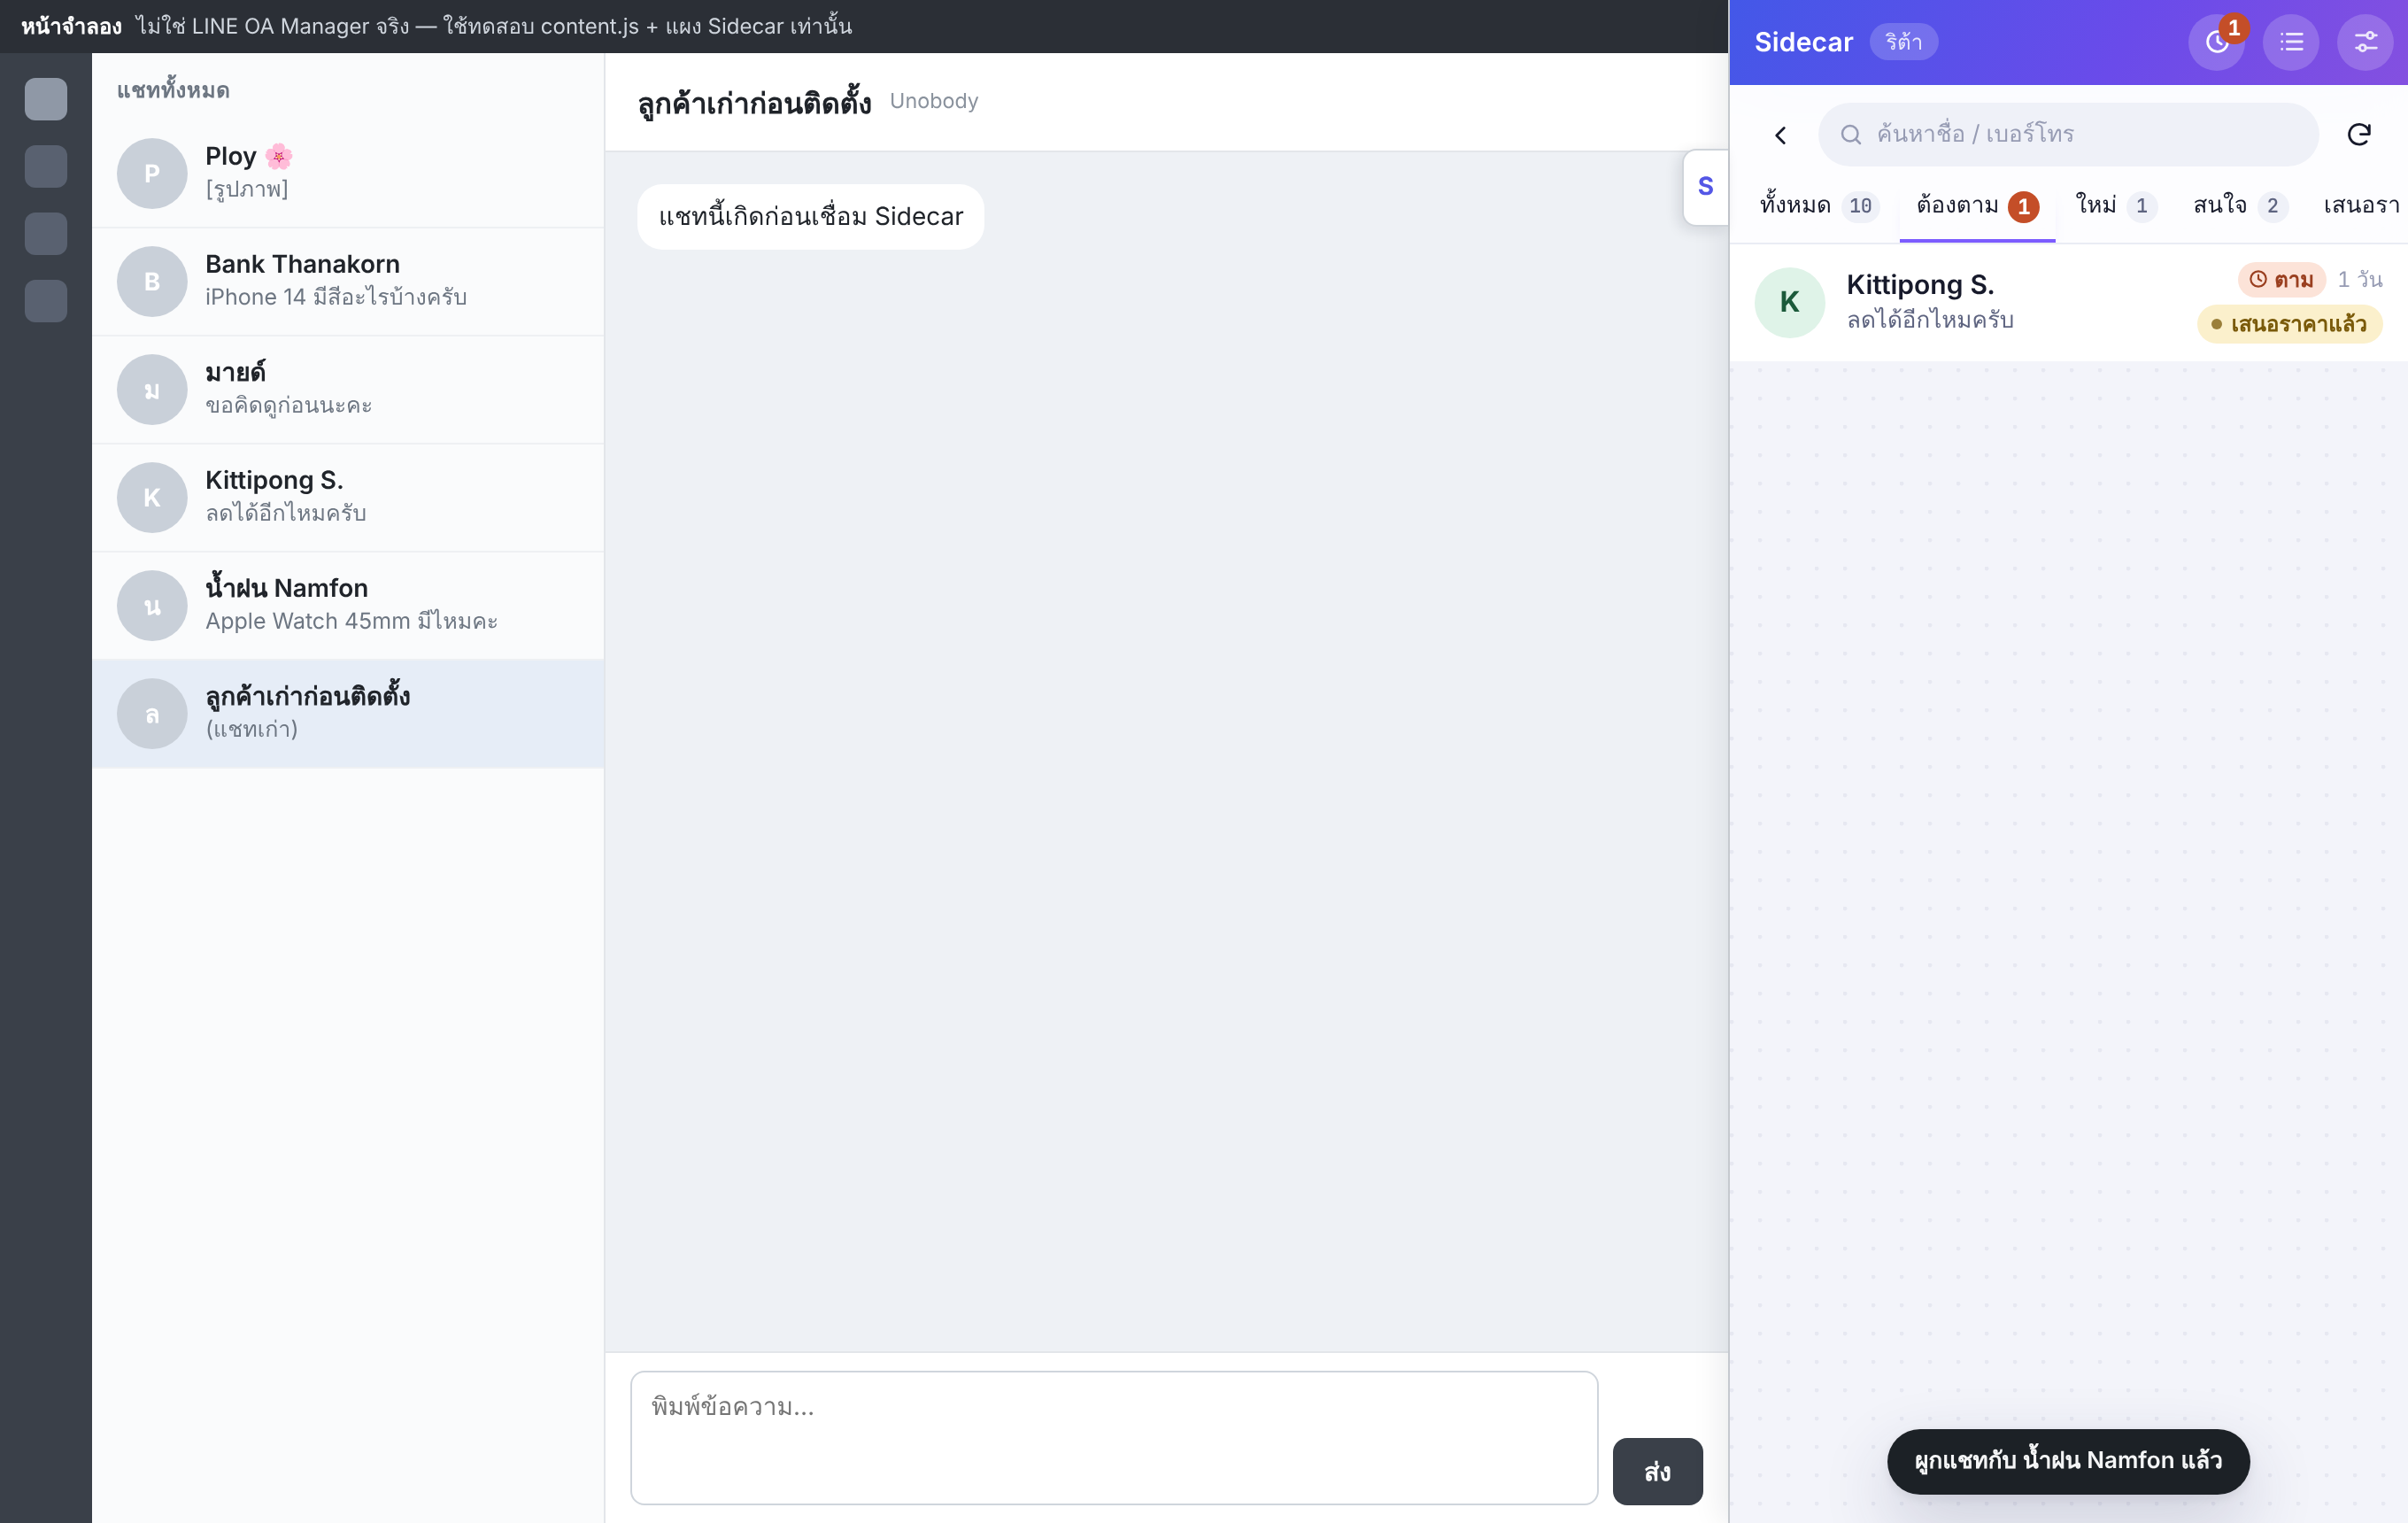 หน้าจำลอง ไม่ใช่ LINE OA Manager จริง — ใช้ทดสอบ content.js + แผง Sidecar เท่านั้น
แชททั้งหมด
P
Ploy 🌸
[รูปภาพ]
B
Bank Thanakorn
iPhone 14 มีสีอะไรบ้างครับ
ม
มายด์
ขอคิดดูก่อนนะคะ
K
Kittipong S.
ลดได้อีกไหมครับ
น
น้ำฝน Namfon
Apple Watch 45mm มีไหมคะ
ล
ลูกค้าเก่าก่อนติดตั้ง
(แชทเก่า)
ลูกค้าเก่าก่อนติดตั้ง Unobody
แชทนี้เกิดก่อนเชื่อม Sidecar
S
พิมพ์ข้อความ...
ส่ง
Sidecar ริต้า 1
ค้นหาชื่อ / เบอร์โทร
ทั้งหมด 10 ต้องตาม 1 ใหม่ 1 สนใจ 2 เสนอรา
K
Kittipong S. ตาม 1 วัน
ลดได้อีกไหมครับ เสนอราคาแล้ว
ผูกแชทกับ น้ำฝน Namfon แล้ว